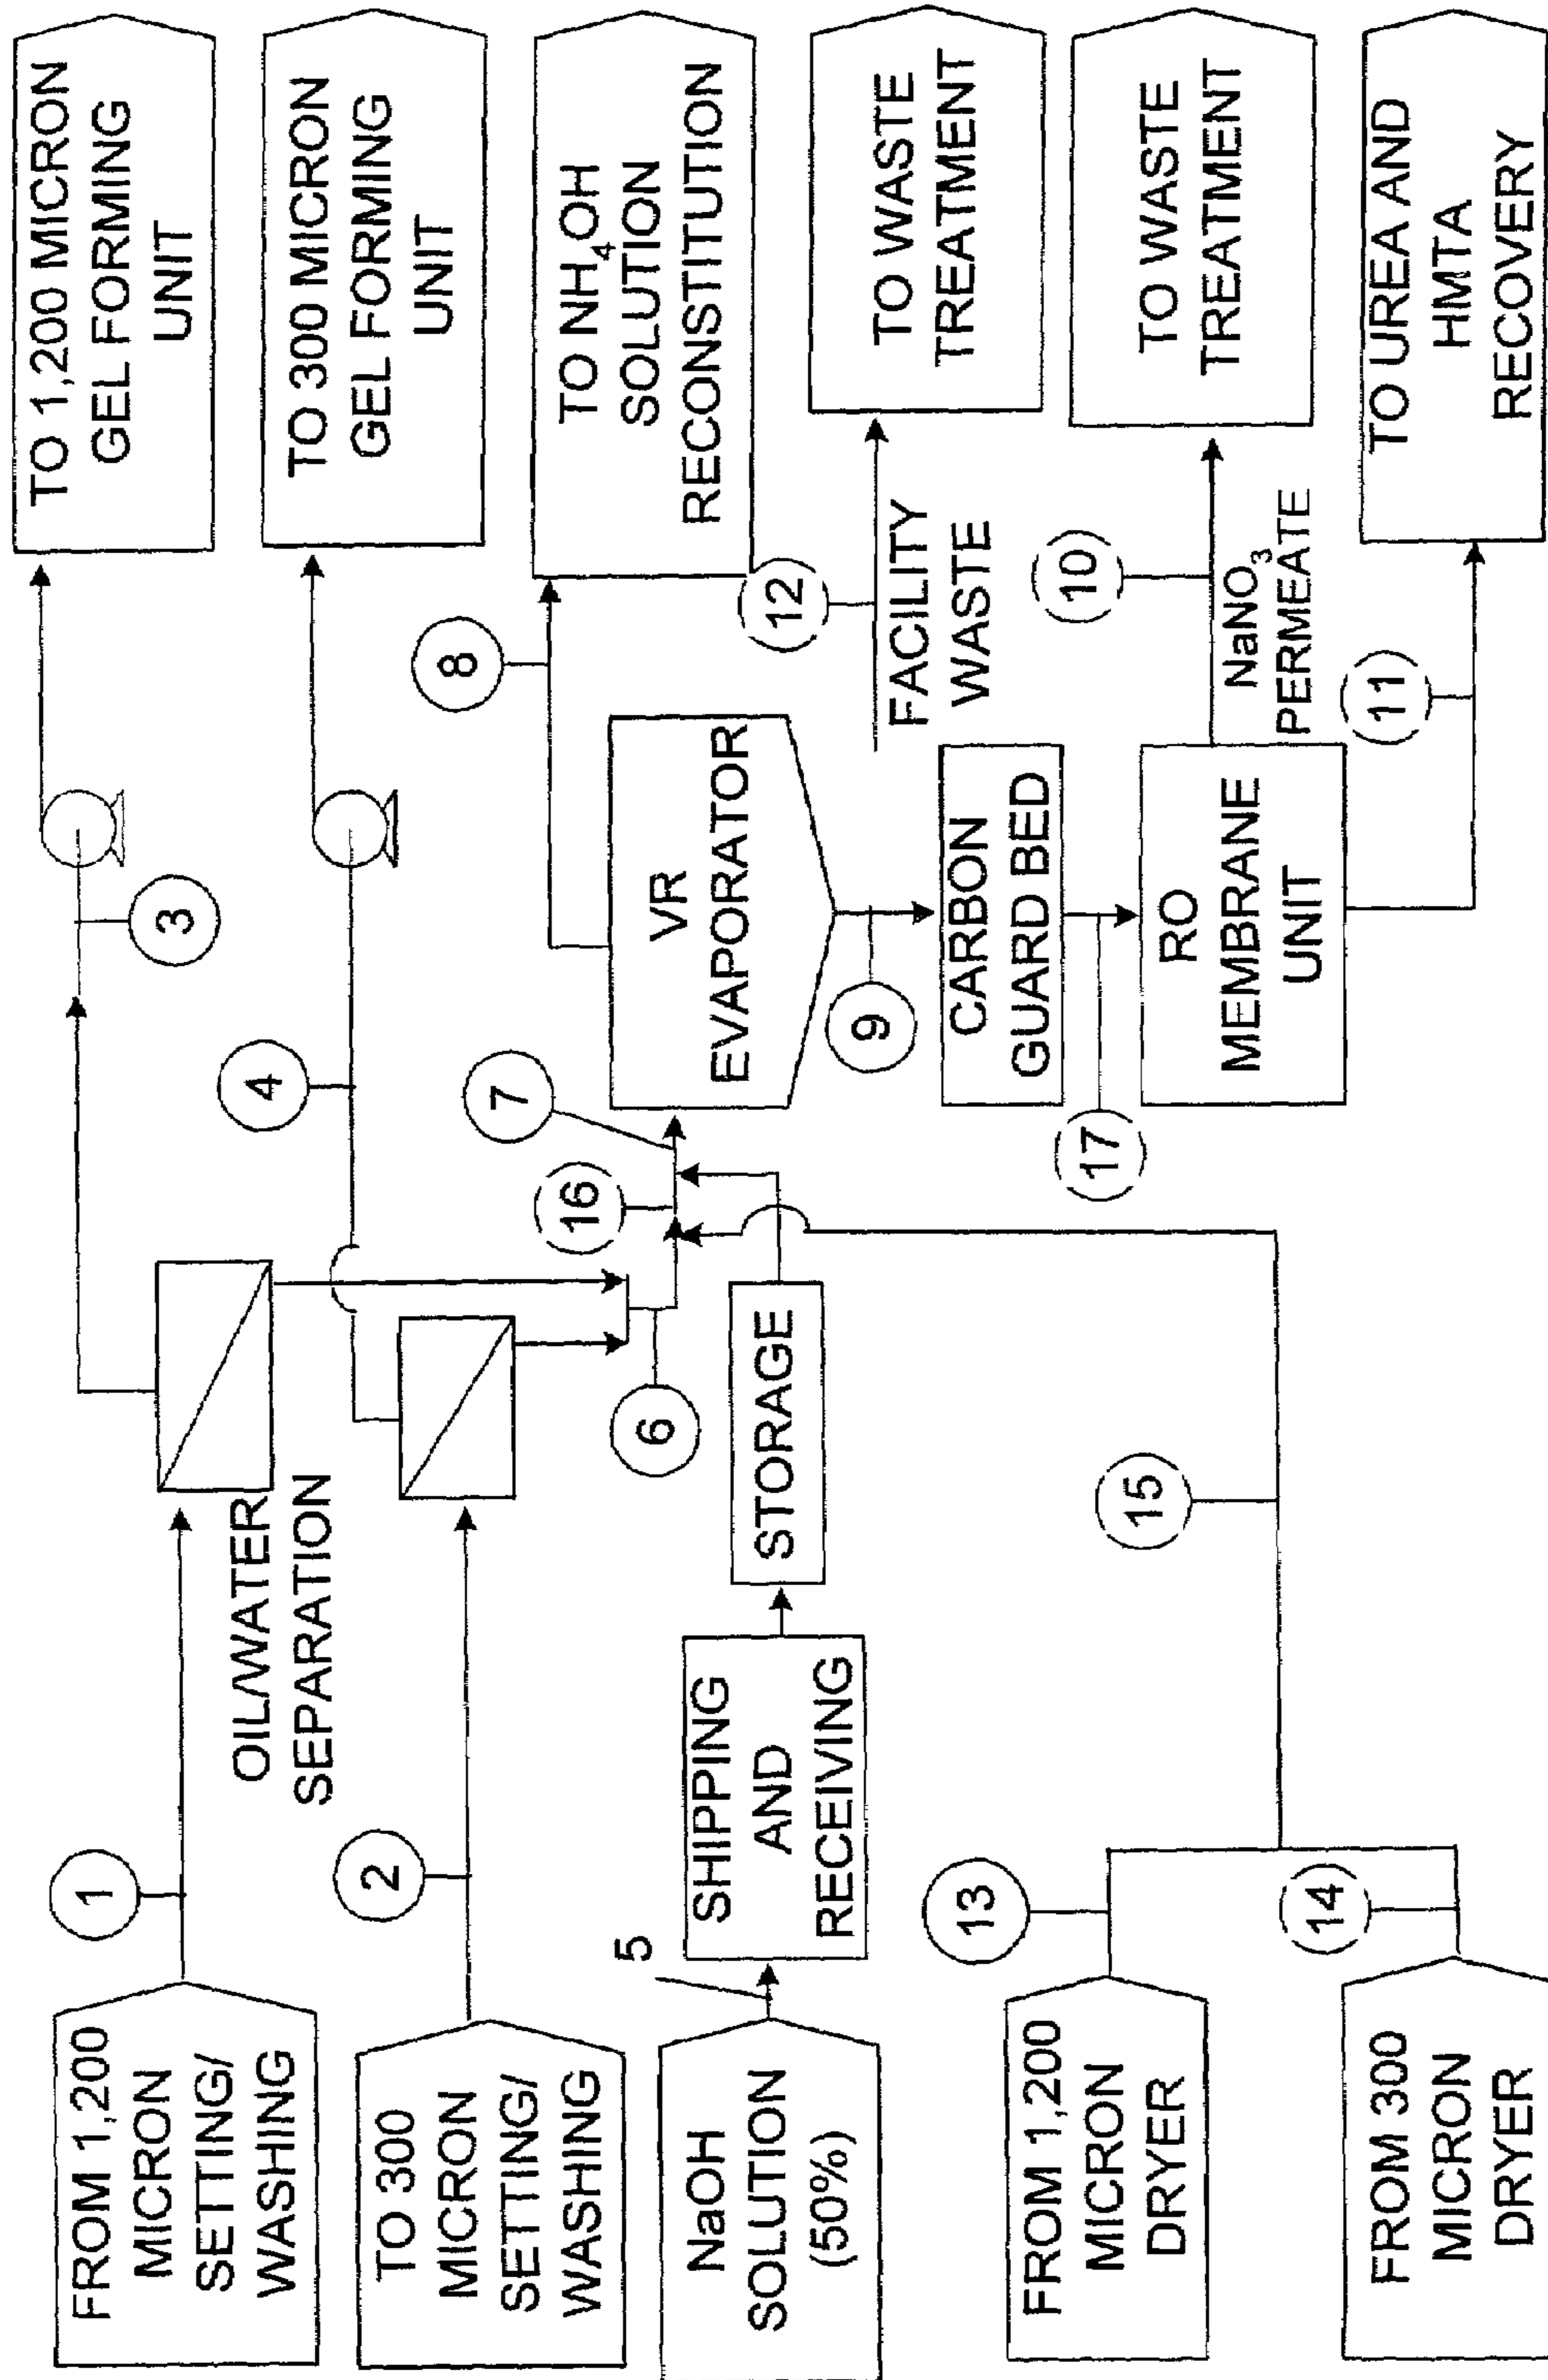 FROM 1,200
MICRON
SETTING/
WASHING
1
OIL/WATER
SEPARATION
3
TO 1,200 MICRON
GEL FORMING
UNIT
TO 300
MICRON
SETTING/
WASHING
2
4
TO 300 MICRON
GEL FORMING
UNIT
NaOH
SOLUTION
(50%)
5
SHIPPING
AND
RECEIVING
STORAGE
6
16
7
VR
EVAPORATOR
8
TO NH₄OH
SOLUTION
RECONSTITUTION
9
12
FACILITY
WASTE
TO WASTE
TREATMENT
CARBON
GUARD BED
17
FROM 1,200
MICRON
DRYER
13
15
RO
MEMBRANE
UNIT
10
NaNO₃
PERMEATE
TO WASTE
TREATMENT
FROM 300
MICRON
DRYER
14
11
TO UREA AND
HMTA
RECOVERY